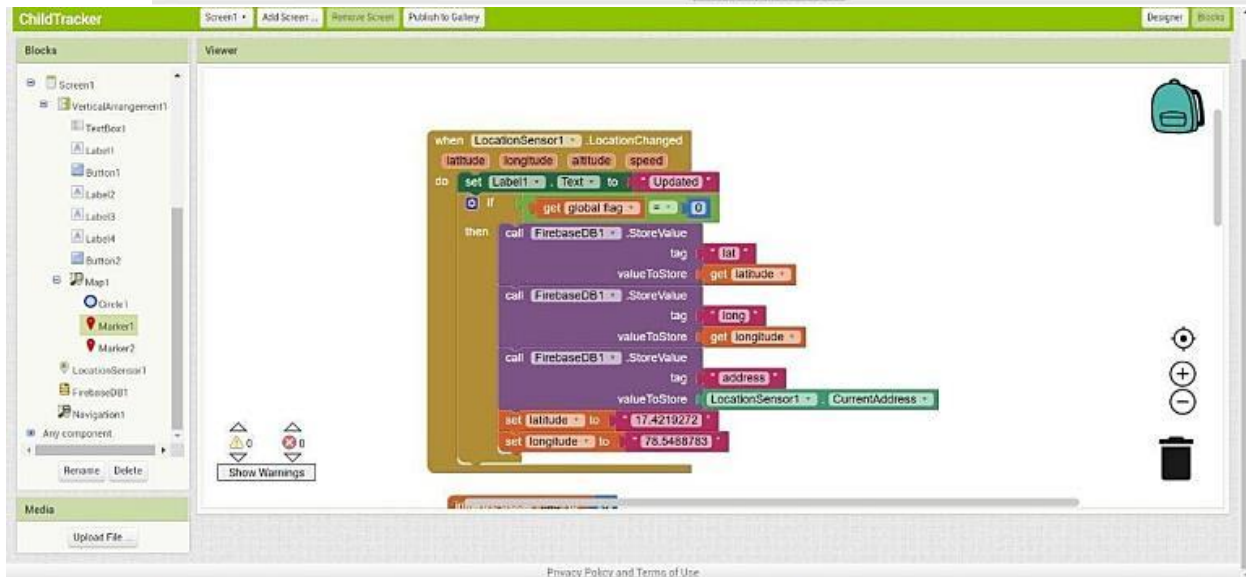 ChildTracker
Screen1 Add Screen ... Remove Screen Publish to Gallery Designer Blocks
Blocks
Viewer
Screen1
VerticalArrangement1
TextBox1
Label1
Button1
Label2
Label3
Label4
Button2
Map1
Circle1
Marker1
Marker2
LocationSensor1
FirebaseDB1
Navigation1
Any component
Rename Delete
Media
Upload File ...
when LocationSensor1 .LocationChanged
latitude longitude altitude speed
do set Label1 . Text to " Updated "
if get global flag = 0
then call FirebaseDB1 .StoreValue
tag " lat "
valueToStore get latitude
call FirebaseDB1 .StoreValue
tag " long "
valueToStore get longitude
call FirebaseDB1 .StoreValue
tag " address "
valueToStore LocationSensor1 . CurrentAddress
set latitude to " 17.4219272 "
set longitude to " 78.5488783 "
0 0
Show Warnings
Privacy Policy and Terms of Use